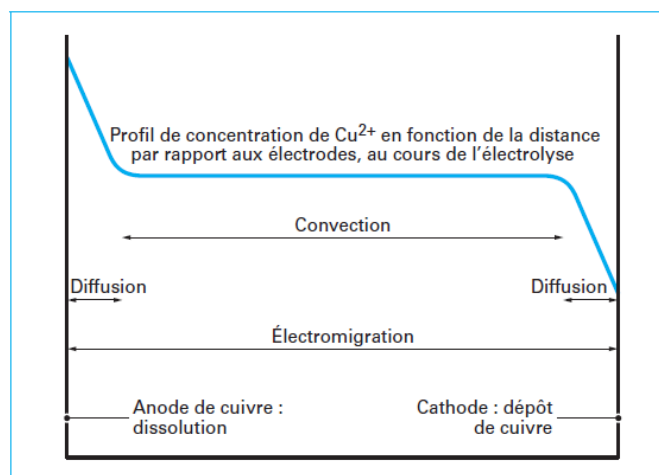 Profil de concentration de Cu2+ en fonction de la distance
par rapport aux électrodes, au cours de l'électrolyse
Convection
Diffusion
Diffusion
Électromigration
Anode de cuivre :
dissolution
Cathode : dépôt
de cuivre